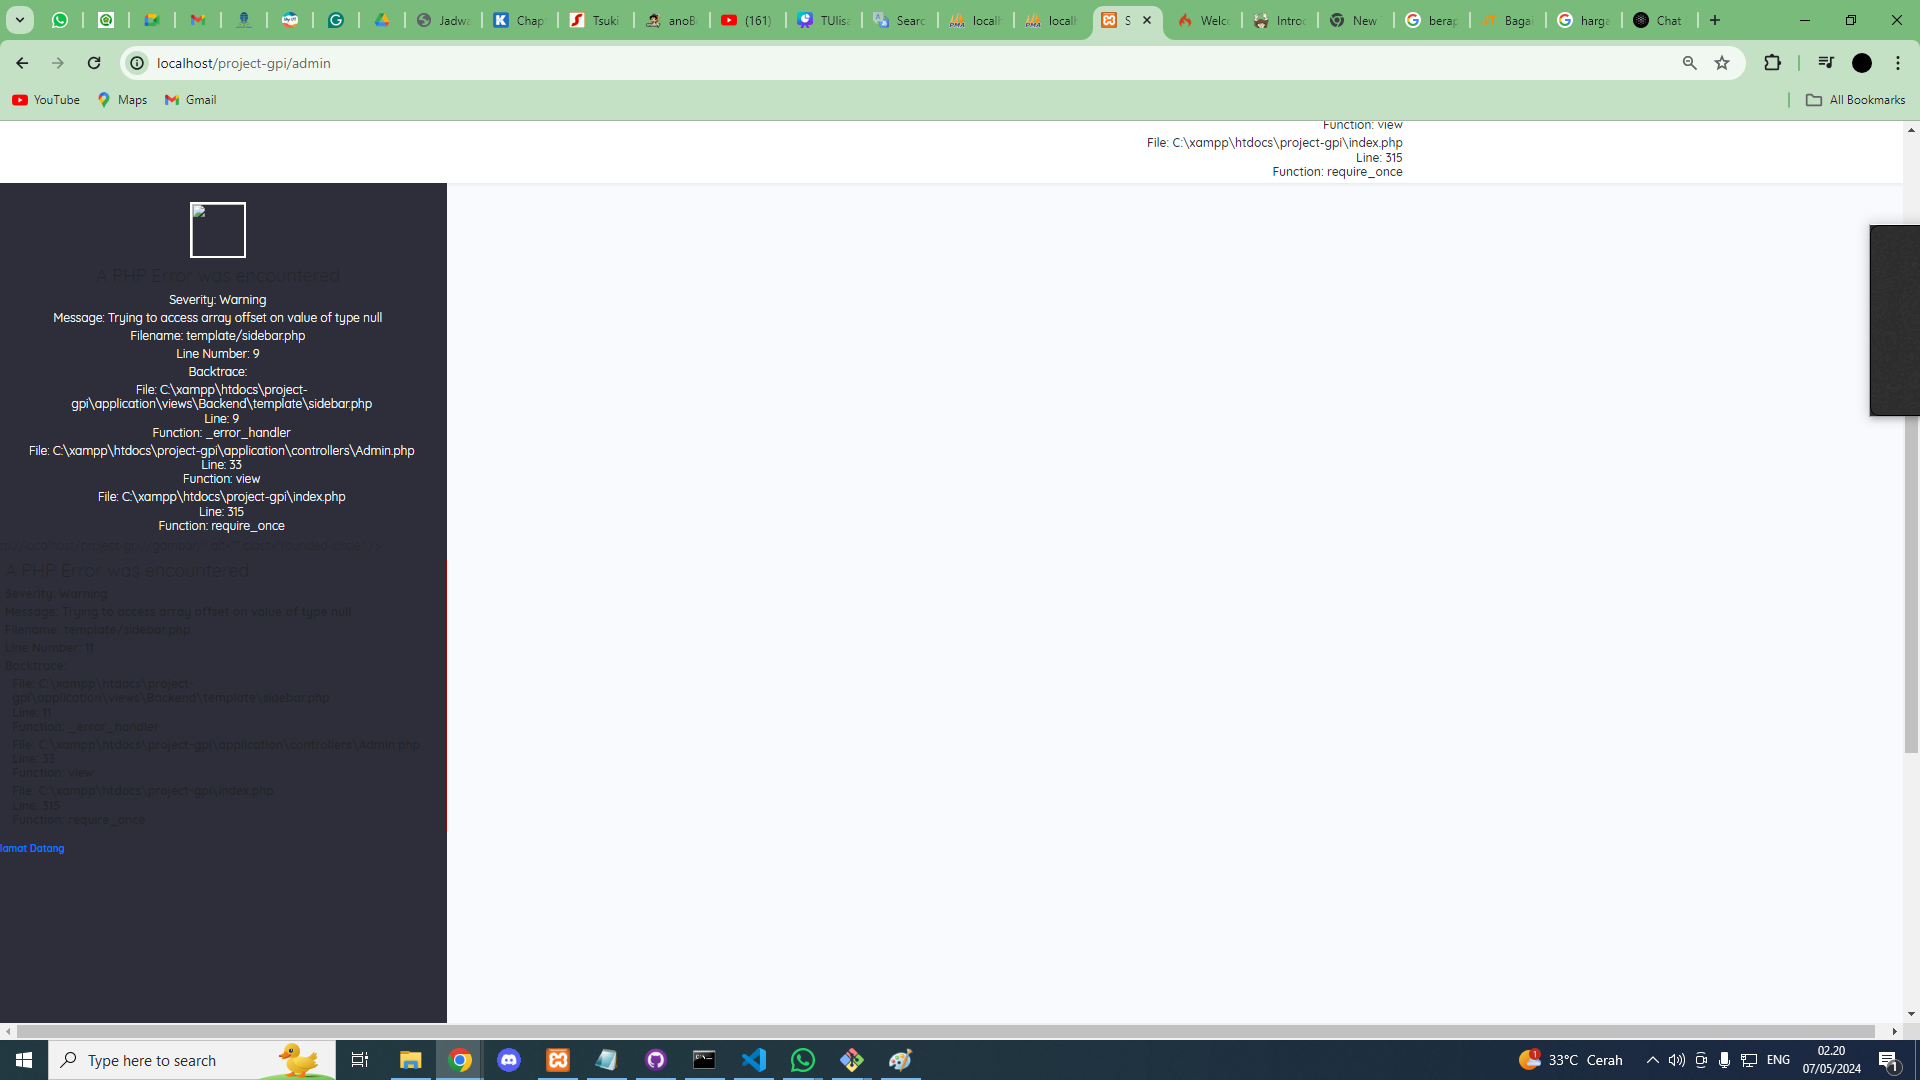 Jadwa
Chap
Tsuki
anoB
(161)
TUlisa
Searc
localh
localh
S
Welc
Introd
New
berap
Bagai
harga
Chat
localhost/project-gpi/admin
YouTube
Maps
Gmail
All Bookmarks
Function: view
File: C:\xampp\htdocs\project-gpi\index.php
Line: 315
Function: require_once
A PHP Error was encountered
Severity: Warning
Message: Trying to access array offset on value of type null
Filename: template/sidebar.php
Line Number: 9
Backtrace:
File: C:\xampp\htdocs\project-
gpi\application\views\Backend\template\sidebar.php
Line: 9
Function: _error_handler
File: C:\xampp\htdocs\project-gpi\application\controllers\Admin.php
Line: 33
Function: view
File: C:\xampp\htdocs\project-gpi\index.php
Line: 315
Function: require_once
A PHP Error was encountered
Severity: Warning
Message: Trying to access array offset on value of type null
Filename: template/sidebar.php
Line Number: 11
Backtrace:
File: C:\xampp\htdocs\project-
gpi\application\views\Backend\template\sidebar.php
Line: 11
Function: _error_handler
File: C:\xampp\htdocs\project-gpi\application\controllers\Admin.php
Line: 33
Function: view
File: C:\xampp\htdocs\project-gpi\index.php
Line: 315
Function: require_once
lamat Datang
Type here to search
33°C Cerah
ENG
02.20
07/05/2024
1